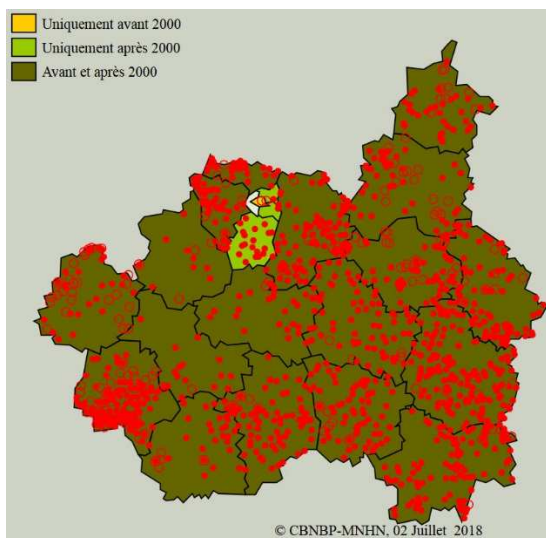 Uniquement avant 2000
Uniquement après 2000
Avant et après 2000
© CBNBP-MNHN, 02 Juillet 2018